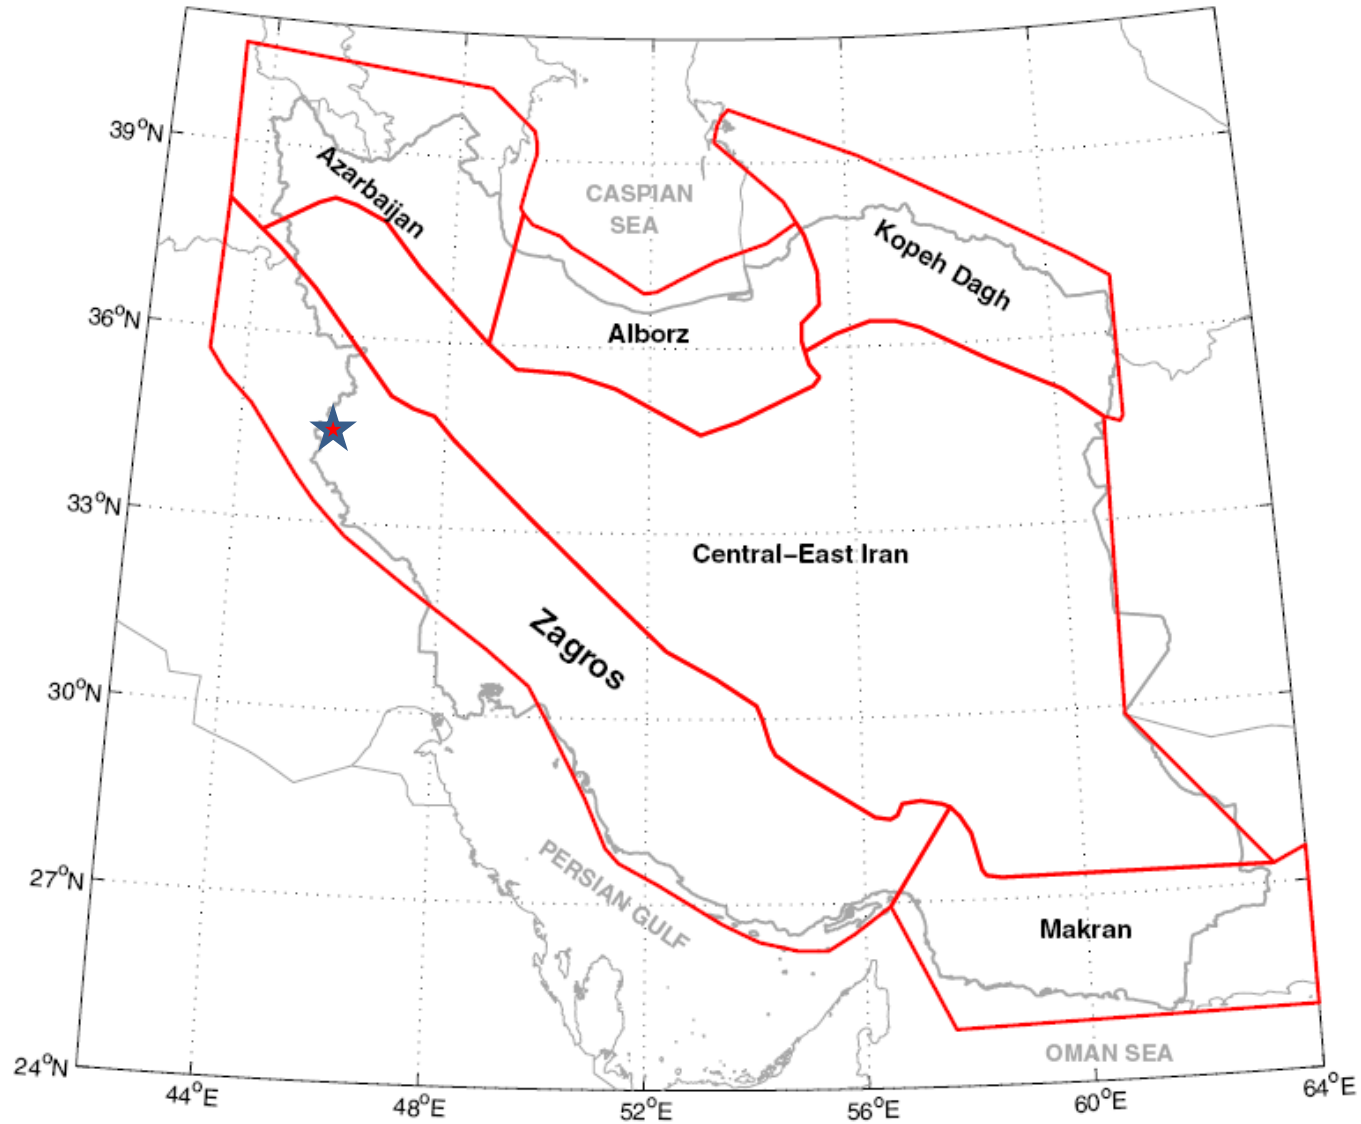 39°N
Azarbaijan
CASPIAN
SEA
Kopeh Dagh
36°N
Alborz
33°N
Central–East Iran
Zagros
30°N
PERSIAN GULF
27°N
Makran
OMAN SEA
24°N
44°E
48°E
52°E
56°E
60°E
64°E